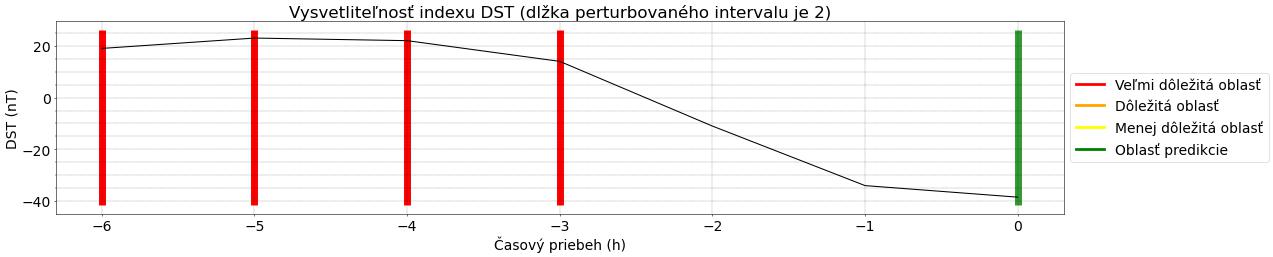 Vysvetliteľnosť indexu DST (dĺžka perturbovaného intervalu je 2)
DST (nT)
20
0
−20
−40
−6
−5
−4
−3
−2
−1
0
Časový priebeh (h)
Veľmi dôležitá oblasť
Dôležitá oblasť
Menej dôležitá oblasť
Oblasť predikcie